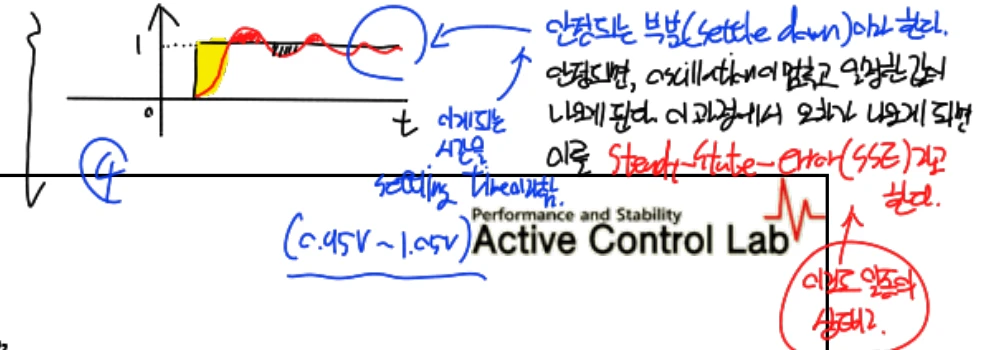 1
0
t
안정되는 부분(settle down)이라 한다.
안정되면, oscillation이 멈추고 일정한 값이
나오게 된다. 이 과정에서 오차가 나오게 되면
이를 Steady-State-error(SSE)라고
한다.
이게 되는
시간을
settling time이라함.
(0.95V ~ 1.05V)
4
Performance and Stability
Active Control Lab
이것도 일종의
상태?